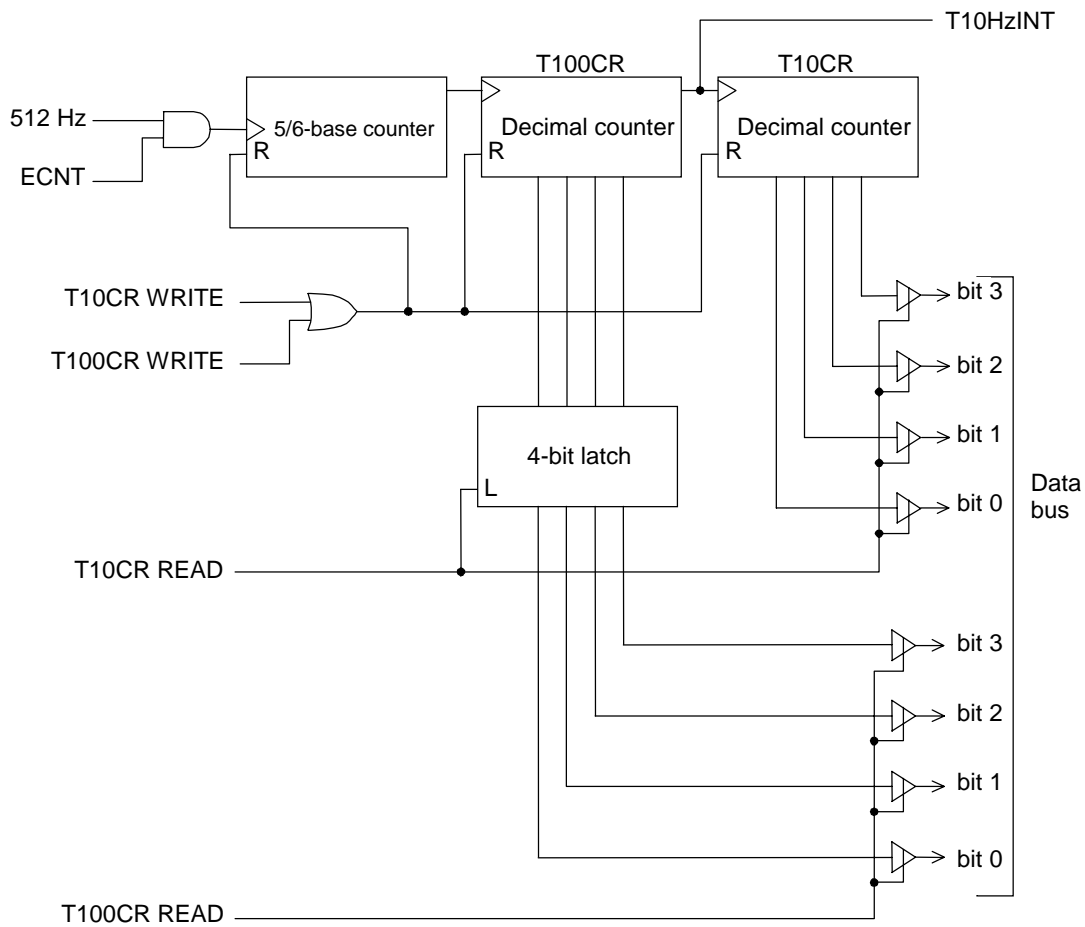 T10HzINT
T100CR
T10CR
512 Hz
ECNT
5/6-base counter
R
Decimal counter
R
Decimal counter
R
T10CR WRITE
T100CR WRITE
bit 3
bit 2
bit 1
bit 0
4-bit latch
L
Data
bus
T10CR READ
bit 3
bit 2
bit 1
bit 0
T100CR READ